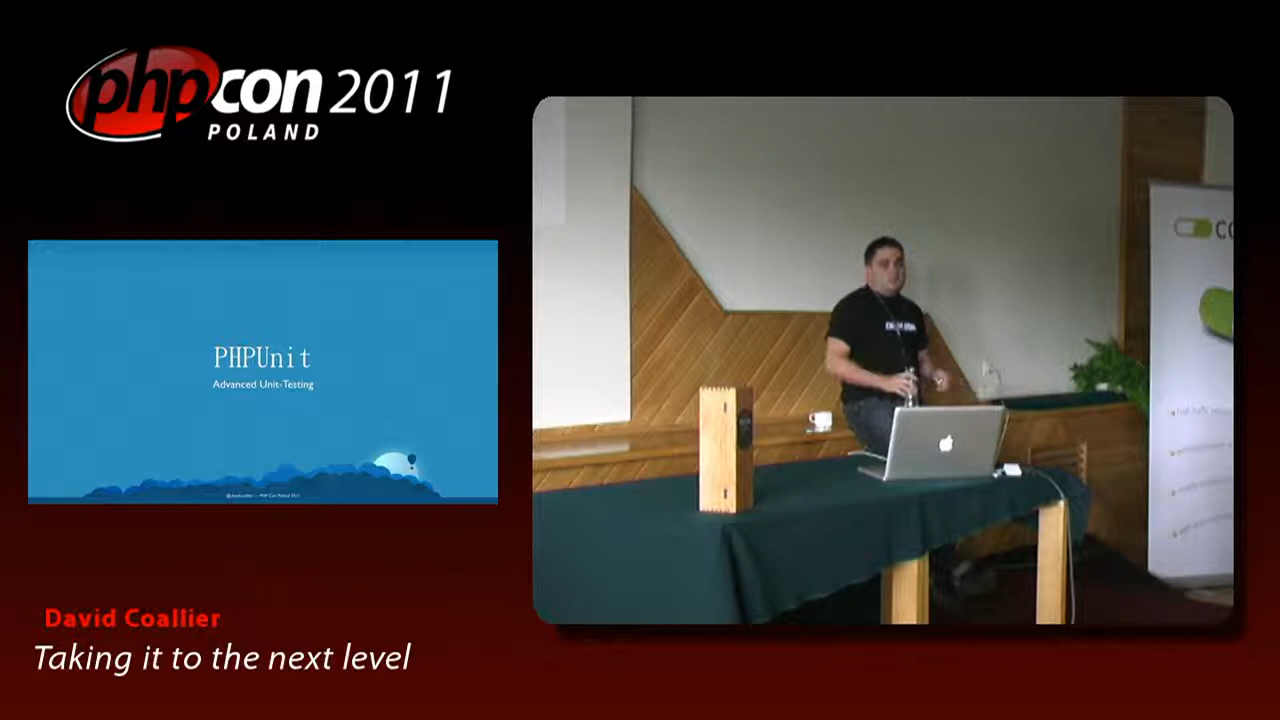 phpcon 2011
POLAND
PHPUnit
Advanced Unit-Testing
David Coallier
Taking it to the next level